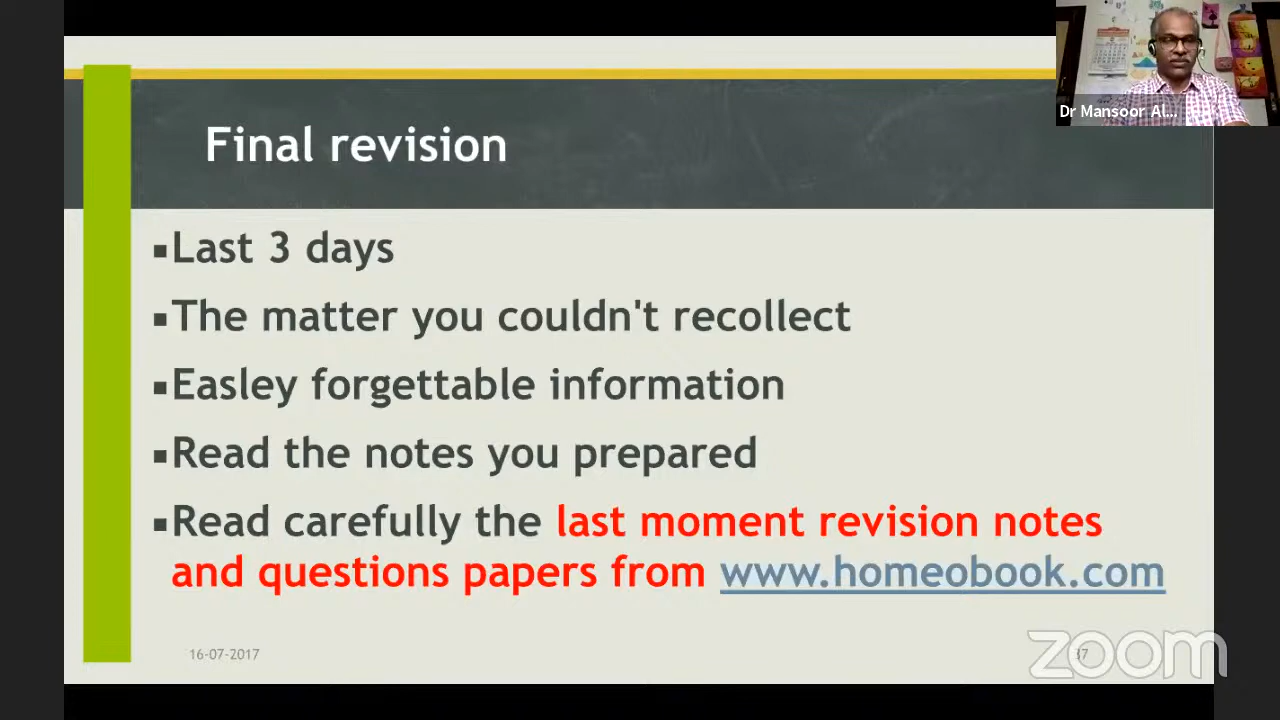 Dr Mansoor Al...
Final revision
▪Last 3 days
▪The matter you couldn't recollect
▪Easley forgettable information
▪Read the notes you prepared
▪Read carefully the last moment revision notes
and questions papers from www.homeobook.com
16-07-2017
37
zoom